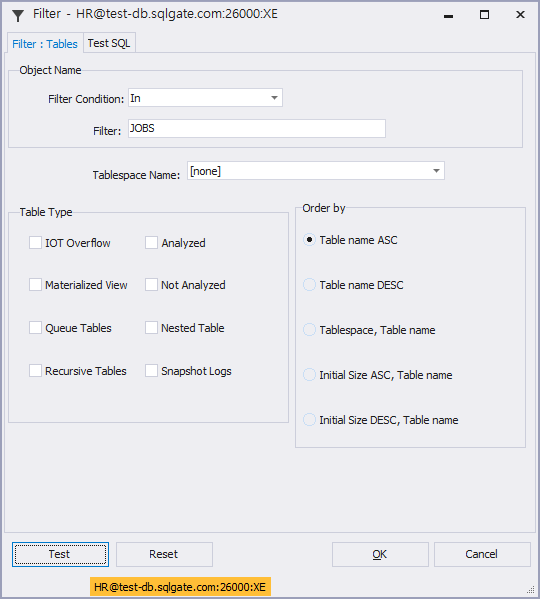 Filter - HR@test-db.sqlgate.com:26000:XE
Filter : Tables
Test SQL
Object Name
Filter Condition: In
Filter: JOBS
Tablespace Name: [none]
Table Type
IOT Overflow
Analyzed
Materialized View
Not Analyzed
Queue Tables
Nested Table
Recursive Tables
Snapshot Logs
Order by
Table name ASC
Table name DESC
Tablespace, Table name
Initial Size ASC, Table name
Initial Size DESC, Table name
Test
Reset
OK
Cancel
HR@test-db.sqlgate.com:26000:XE